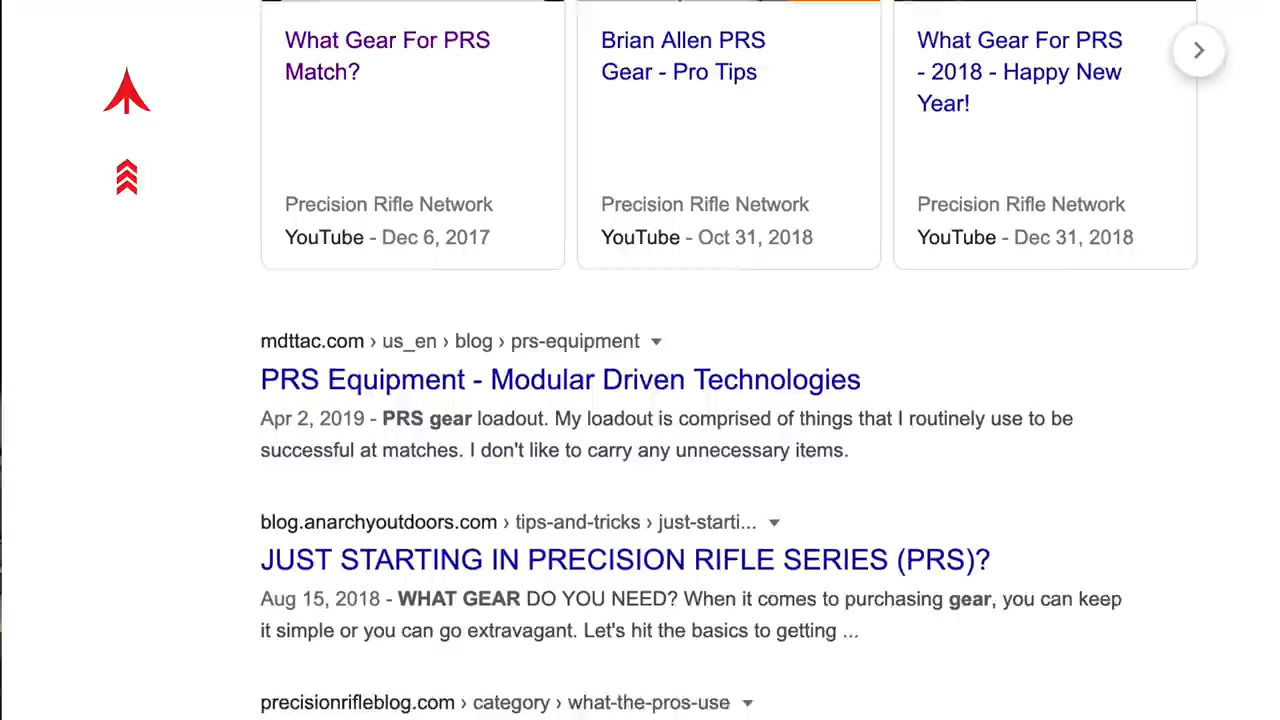 What Gear For PRS
Match?
Precision Rifle Network
YouTube - Dec 6, 2017
Brian Allen PRS
Gear - Pro Tips
Precision Rifle Network
YouTube - Oct 31, 2018
What Gear For PRS
- 2018 - Happy New
Year!
Precision Rifle Network
YouTube - Dec 31, 2018
mdttac.com › us_en › blog › prs-equipment
PRS Equipment - Modular Driven Technologies
Apr 2, 2019 - PRS gear loadout. My loadout is comprised of things that I routinely use to be
successful at matches. I don't like to carry any unnecessary items.
blog.anarchyoutdoors.com › tips-and-tricks › just-starti...
JUST STARTING IN PRECISION RIFLE SERIES (PRS)?
Aug 15, 2018 - WHAT GEAR DO YOU NEED? When it comes to purchasing gear, you can keep
it simple or you can go extravagant. Let's hit the basics to getting ...
precisionrifleblog.com › category › what-the-pros-use